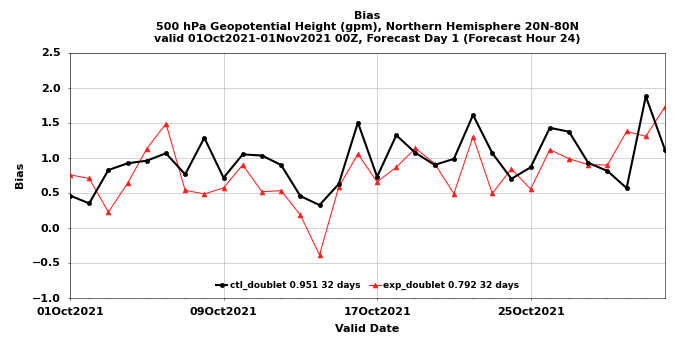 Bias
500 hPa Geopotential Height (gpm), Northern Hemisphere 20N-80N
valid 01Oct2021-01Nov2021 00Z, Forecast Day 1 (Forecast Hour 24)
2.5
2.0
1.5
1.0
0.5
0.0
−0.5
−1.0
Bias
ctl_doublet 0.951 32 days exp_doublet 0.792 32 days
01Oct2021 09Oct2021 17Oct2021 25Oct2021
Valid Date